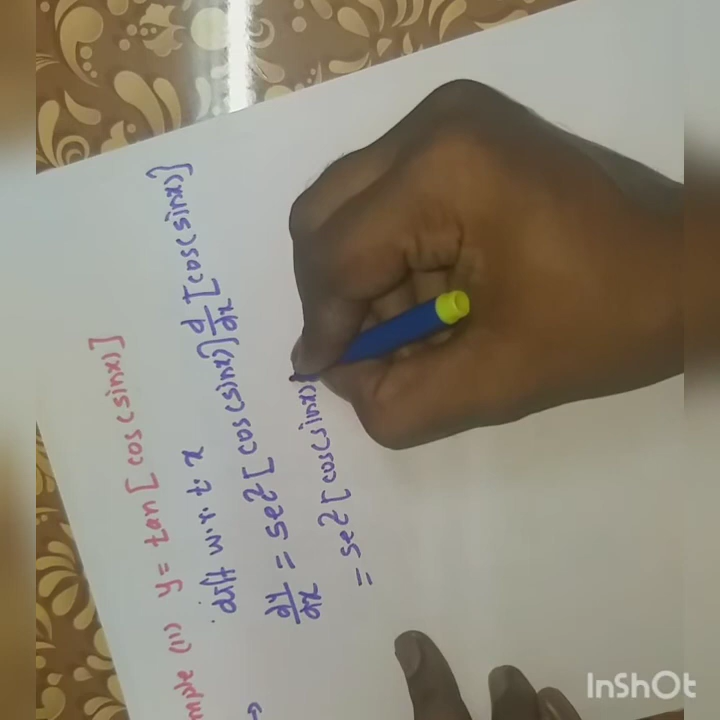 mple (11) y = tan[cos(sinx)]
diff w.r.t. x
dy/dx = sec²[cos(sinx)] d/dx [cos(sinx)]
= sec²[cos(sinx)
InShOt